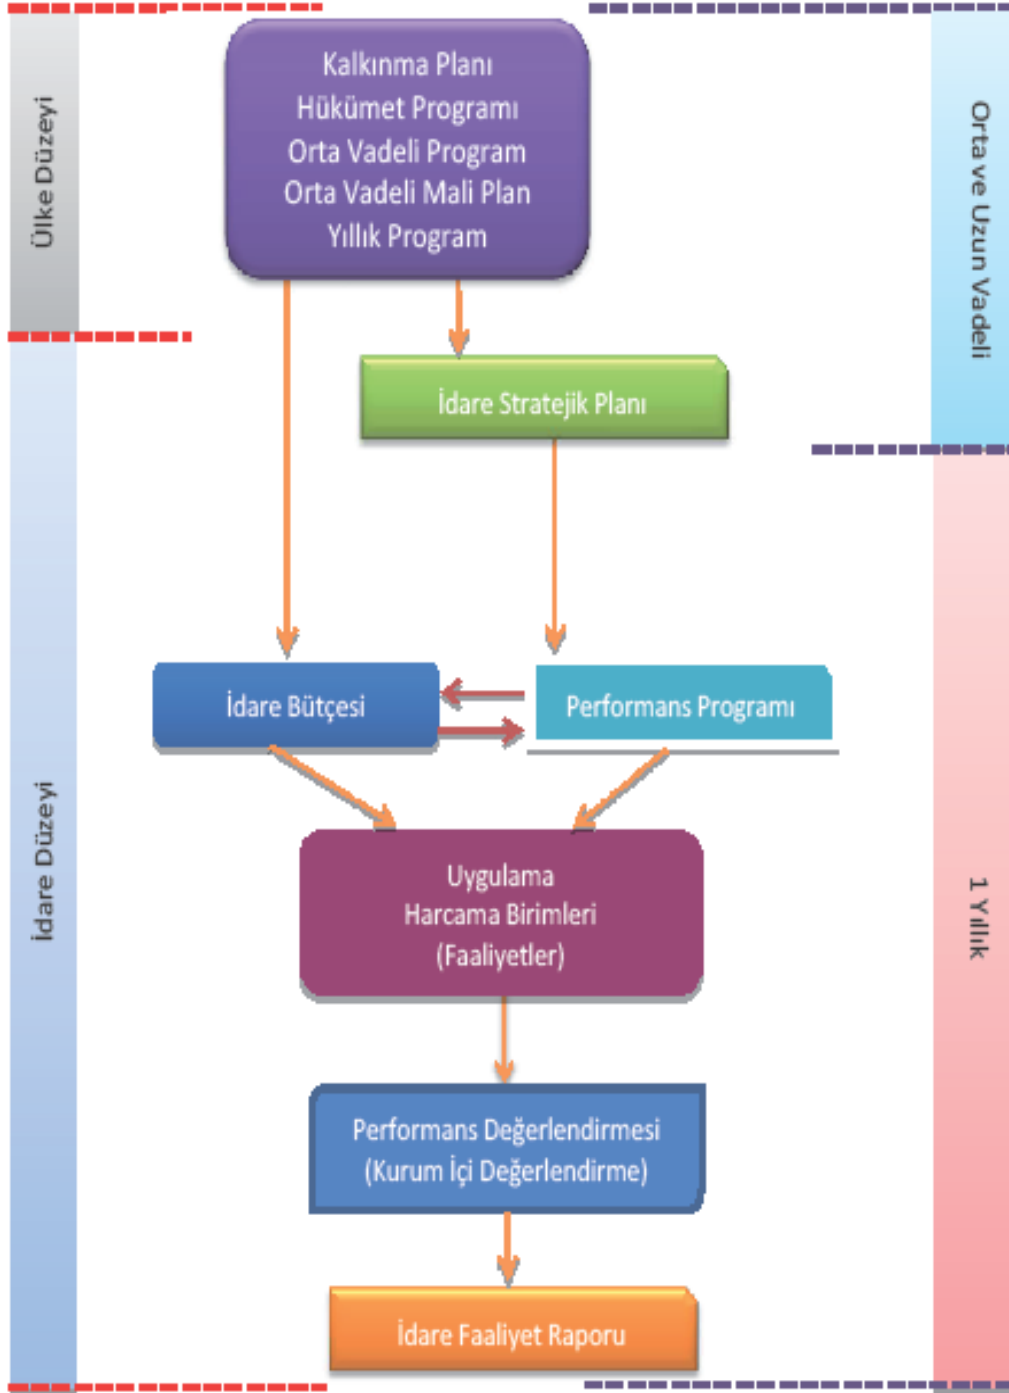 Ülke Düzeyi
Kalkınma Planı
Hükümet Programı
Orta Vadeli Program
Orta Vadeli Mali Plan
Yıllık Program
Orta ve Uzun Vadeli
İdare Stratejik Planı
İdare Düzeyi
İdare Bütçesi
Performans Programı
1 Yıllık
Uygulama
Harcama Birimleri
(Faaliyetler)
Performans Değerlendirmesi
(Kurum İçi Değerlendirme)
İdare Faaliyet Raporu